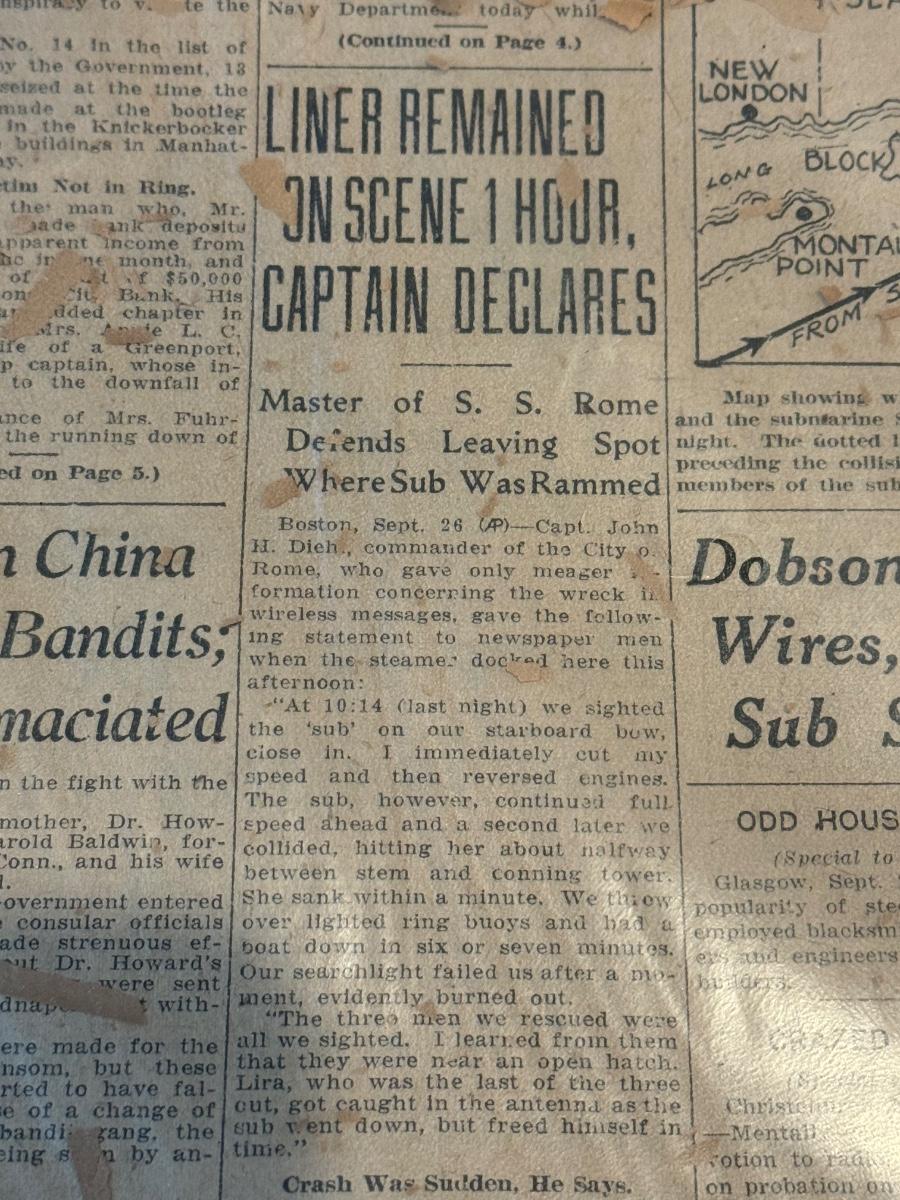 No. 14 in the list of
by the Government, 13
seized at the time the
made at the bootleg
in the Knickerbocker
buildings in Manhat-
ay.
ctim Not in Ring.
the man who, Mr.
deposits
apparent income from
month, and
of $50,000
City Bank. His
chapter in
Mrs. L. C.
ife of a Greenport,
p captain, whose in-
to the downfall of
ance of Mrs. Fuhr-
the running down of
ed on Page 5.)
n China
Bandits;
maciated
n the fight with the
mother, Dr. How-
arold Baldwin, for-
Conn., and his wife
l.
overnment entered
consular officials
ade strenuous ef-
Dr. Howard's
were sent
with-
ere made for the
nsom, but these
rted to have fal-
se of a change of
gang, the
by an-
Navy today
(Continued on Page 4.)
LINER REMAINED
ON SCENE 1 HOUR,
CAPTAIN DECLARES
Master of S. S. Rome
Defends Leaving Spot
Where Sub Was Rammed
Boston, Sept. 26 (AP)—Capt. John
H. commander of the City
Rome, who gave only meager
formation concerning the wreck
wireless messages, gave the follow-
ing statement to newspaper men
when the steamer docked here this
afternoon:
"At 10:14 (last night) we sighted
the 'sub' on our starboard bow,
close in. I immediately cut my
speed and then reversed engines.
The sub, however, continued full
speed ahead and a second later we
collided, hitting her about halfway
between stem and conning tower.
She sank within a minute. We threw
over lighted ring buoys and had a
boat down in six or seven minutes.
Our searchlight failed us after a mo-
ment, evidently burned out.
"The three men we rescued were
all we sighted. I learned from them
that they were near an open hatch.
Lira, who was the last of the three
out, got caught in the antenna as the
sub went down, but freed himself in
time."
Crash Was Sudden, He Says.
NEW
LONDON
LONG
BLOCK
MONTA
POINT
FROM
Map showing w
and the submarine S
night. The dotted l
preceding the collisi
members of the sub
Dobson
Wires,
Sub S
ODD HOUS
(Special to
Glasgow, Sept.
popularity of stee
employed blacksmi
ers and engineers
builders.
—Mental
on probation on